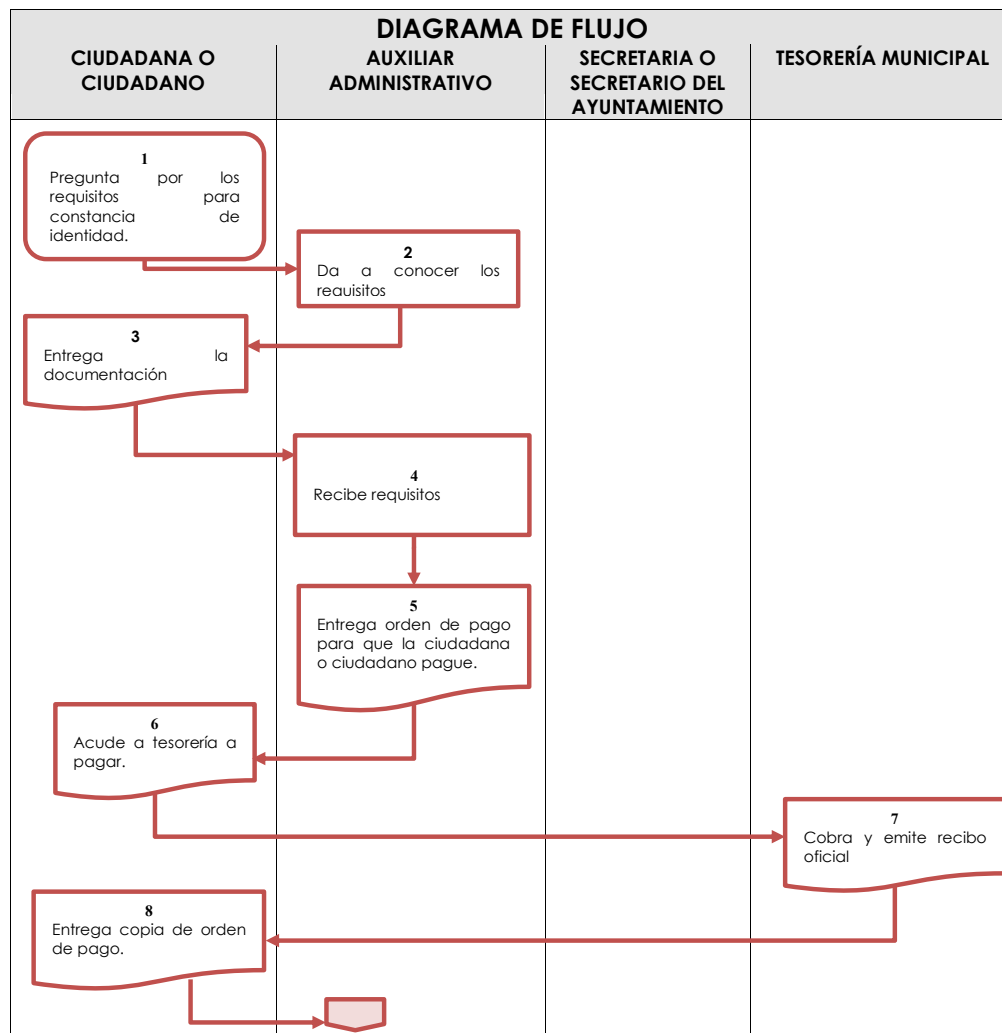 DIAGRAMA DE FLUJO
CIUDADANA O
CIUDADANO
AUXILIAR
ADMINISTRATIVO
SECRETARIA O
SECRETARIO DEL
AYUNTAMIENTO
TESORERÍA MUNICIPAL
1
Pregunta por los
requisitos para
constancia de
identidad.
2
Da a conocer los
requisitos
3
Entrega la
documentación
4
Recibe requisitos
5
Entrega orden de pago
para que la ciudadana
o ciudadano pague.
6
Acude a tesorería a
pagar.
7
Cobra y emite recibo
oficial
8
Entrega copia de orden
de pago.